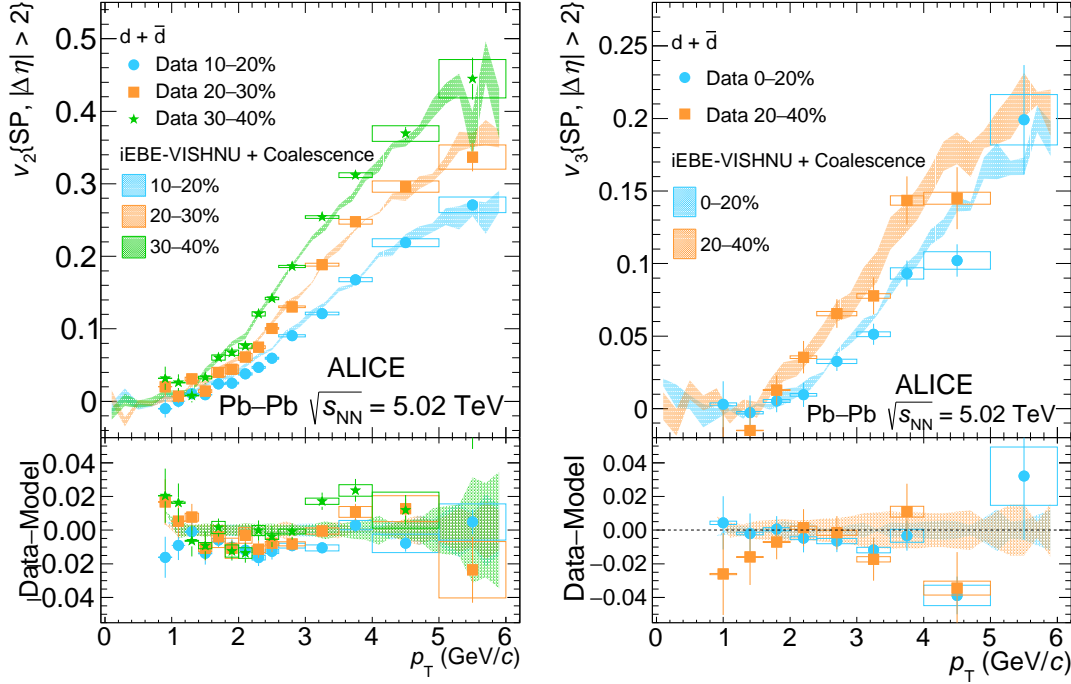 v₂{SP, |Δη| > 2}
0.5
0.4
0.3
0.2
0.1
0
d + d̅
Data 10–20%
Data 20–30%
Data 30–40%
iEBE-VISHNU + Coalescence
10–20%
20–30%
30–40%
ALICE
Pb–Pb √s_NN = 5.02 TeV
Data–Model
0.04
0.02
0.00
−0.02
−0.04
0 1 2 3 4 5 6
p_T (GeV/c)
v₃{SP, |Δη| > 2}
0.25
0.2
0.15
0.1
0.05
0
d + d̅
Data 0–20%
Data 20–40%
iEBE-VISHNU + Coalescence
0–20%
20–40%
ALICE
Pb–Pb √s_NN = 5.02 TeV
Data–Model
0.04
0.02
0.00
−0.02
−0.04
0 1 2 3 4 5 6
p_T (GeV/c)